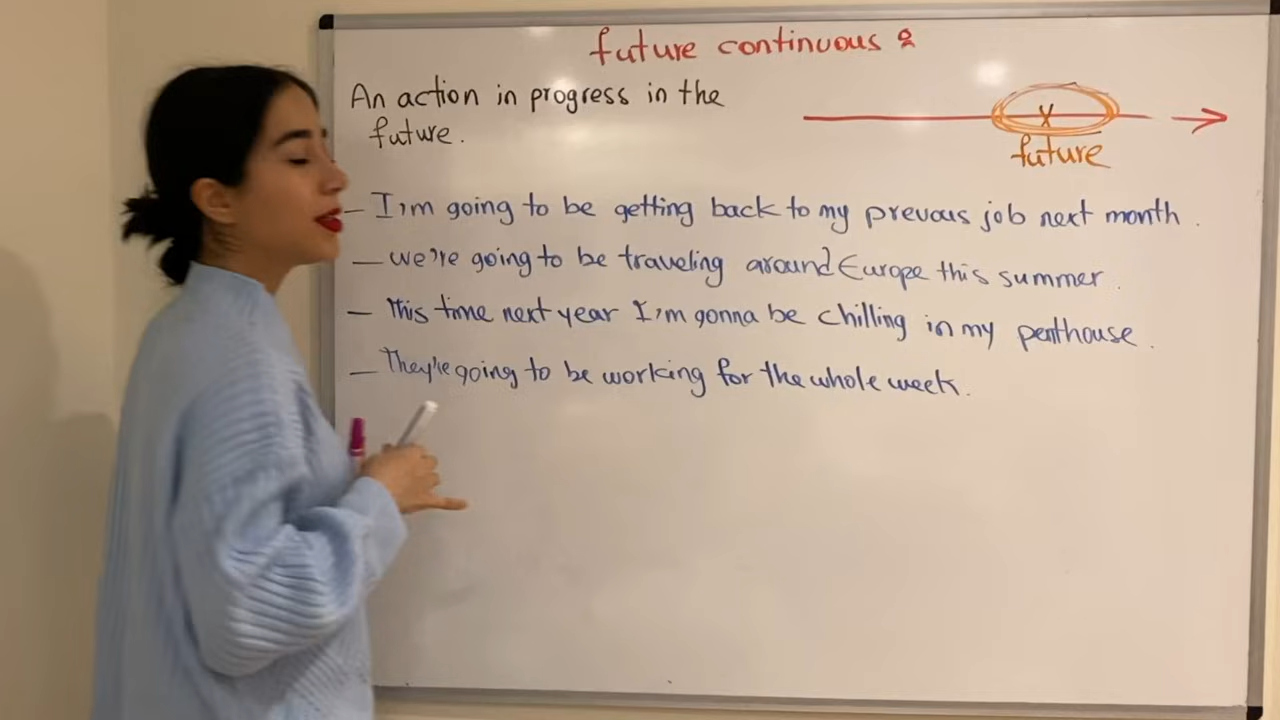 future continuous :
An action in progress in the
future.
x
future
- I'm going to be getting back to my prevous job next month.
- we're going to be traveling around Europe this summer.
- This time next year I'm gonna be chilling in my penthouse.
- They're going to be working for the whole week.